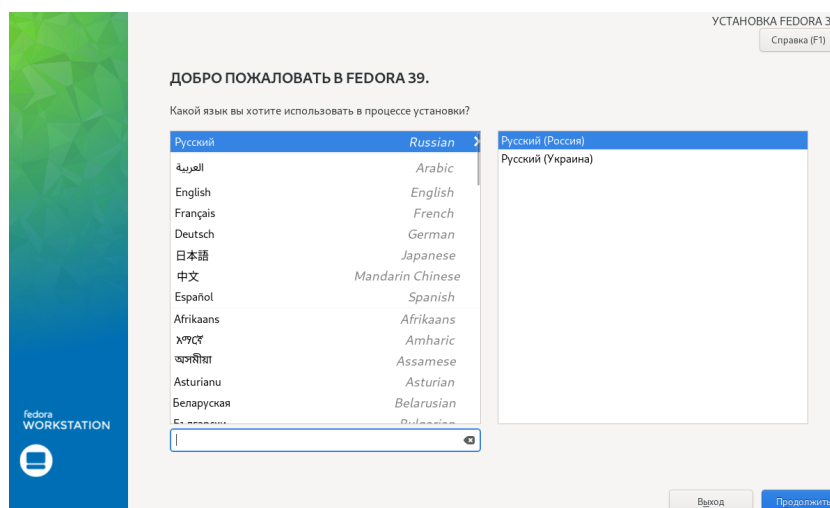 УСТАНОВКА FEDORA 3
Справка (F1)
ДОБРО ПОЖАЛОВАТЬ В FEDORA 39.
Какой язык вы хотите использовать в процессе установки?
Русский Russian
العربية Arabic
English English
Français French
Deutsch German
日本語 Japanese
中文 Mandarin Chinese
Español Spanish
Afrikaans Afrikaans
አማርኛ Amharic
অসমীয়া Assamese
Asturianu Asturian
Беларуская Belarusian
Български Bulgarian
Русский (Россия)
Русский (Украина)
fedora
WORKSTATION
Выход
Продолжить